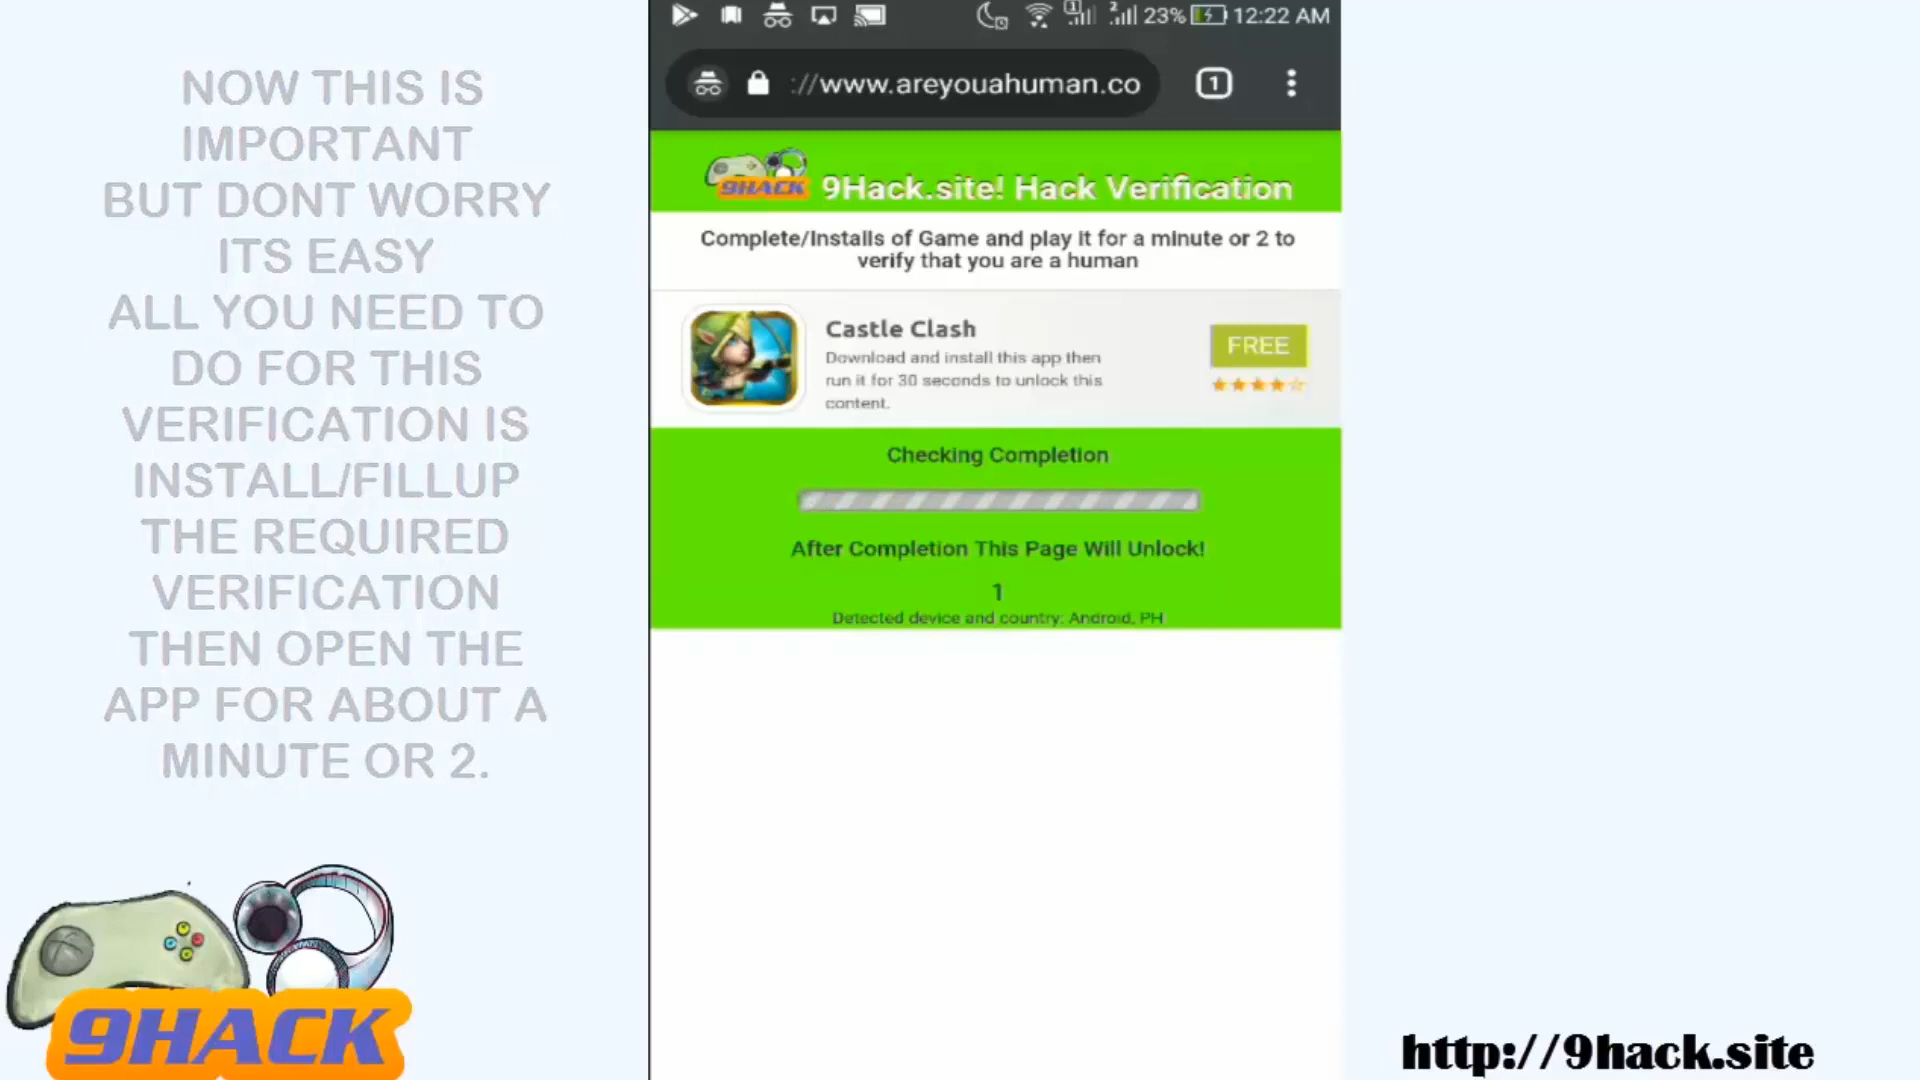 NOW THIS IS
IMPORTANT
BUT DONT WORRY
ITS EASY
ALL YOU NEED TO
DO FOR THIS
VERIFICATION IS
INSTALL/FILLUP
THE REQUIRED
VERIFICATION
THEN OPEN THE
APP FOR ABOUT A
MINUTE OR 2.
9HACK
23% 12:22 AM
://www.areyouahuman.co
1
9HACK
9Hack.site! Hack Verification
Complete/Installs of Game and play it for a minute or 2 to
verify that you are a human
Castle Clash
Download and install this app then
run it for 30 seconds to unlock this
content.
FREE
Checking Completion
After Completion This Page Will Unlock!
1
Detected device and country: Android, PH
http://9hack.site